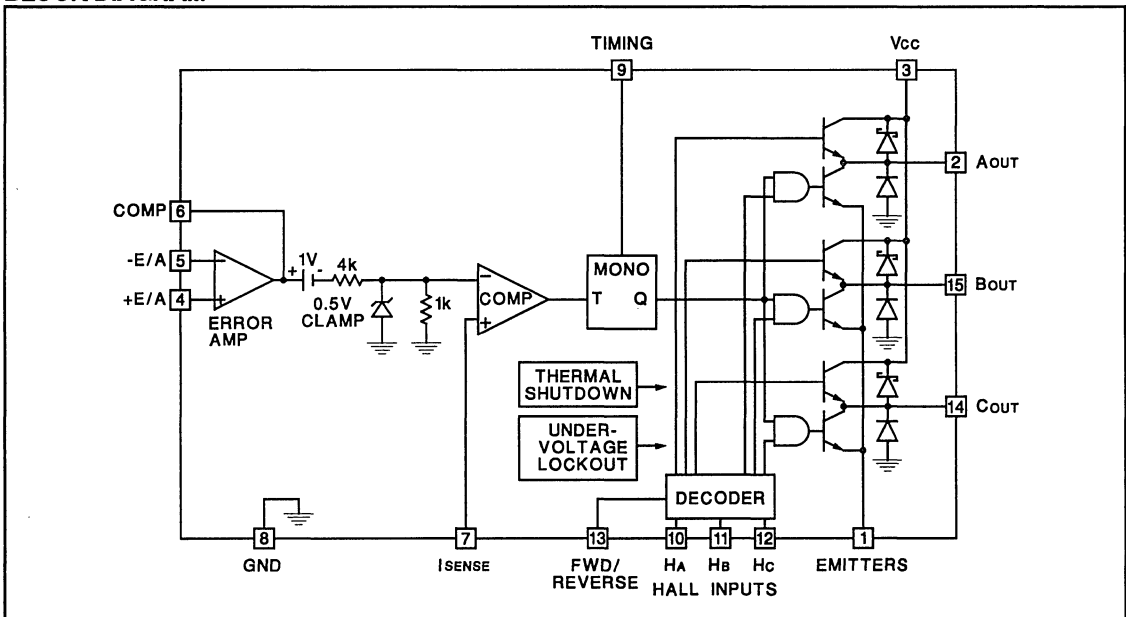 TIMING
VCC
9
3
2
AOUT
COMP 6
-E/A 5
+E/A 4
ERROR
AMP
+ 1V -
4k
0.5V
CLAMP
1k
COMP
MONO
T Q
15 BOUT
THERMAL
SHUTDOWN
UNDER-
VOLTAGE
LOCKOUT
14 COUT
DECODER
8
7
13
10
11
12
1
GND
ISENSE
FWD/
REVERSE
HA HB HC
HALL INPUTS
EMITTERS